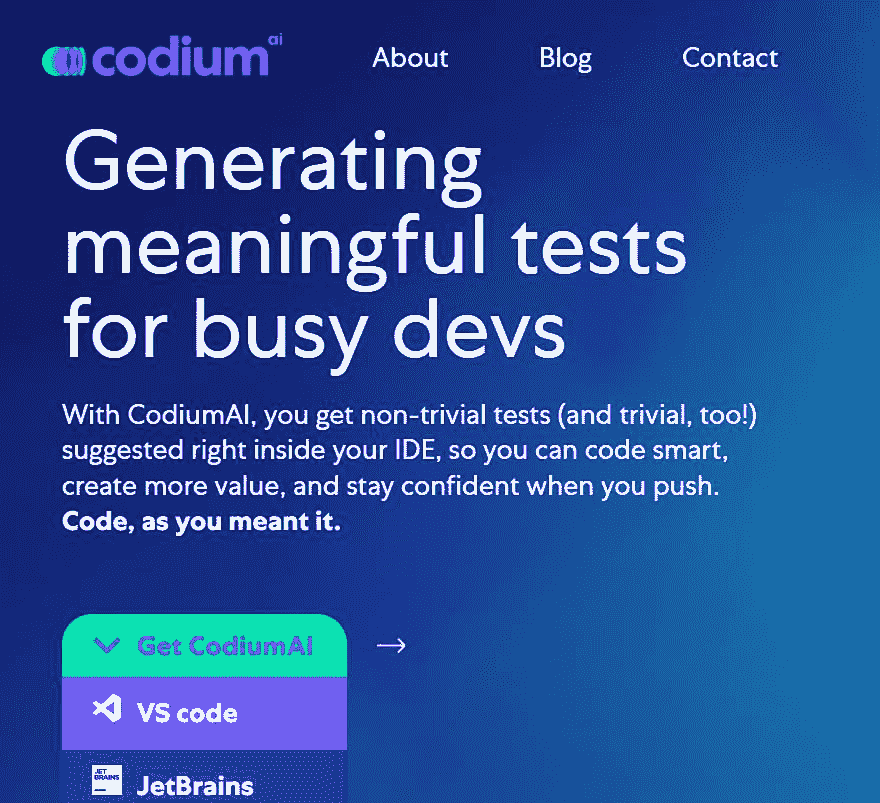 codium ai
About
Blog
Contact
Generating
meaningful tests
for busy devs
With CodiumAI, you get non-trivial tests (and trivial, too!)
suggested right inside your IDE, so you can code smart,
create more value, and stay confident when you push.
Code, as you meant it.
Get CodiumAI
VS code
JET
BRAINS
JetBrains